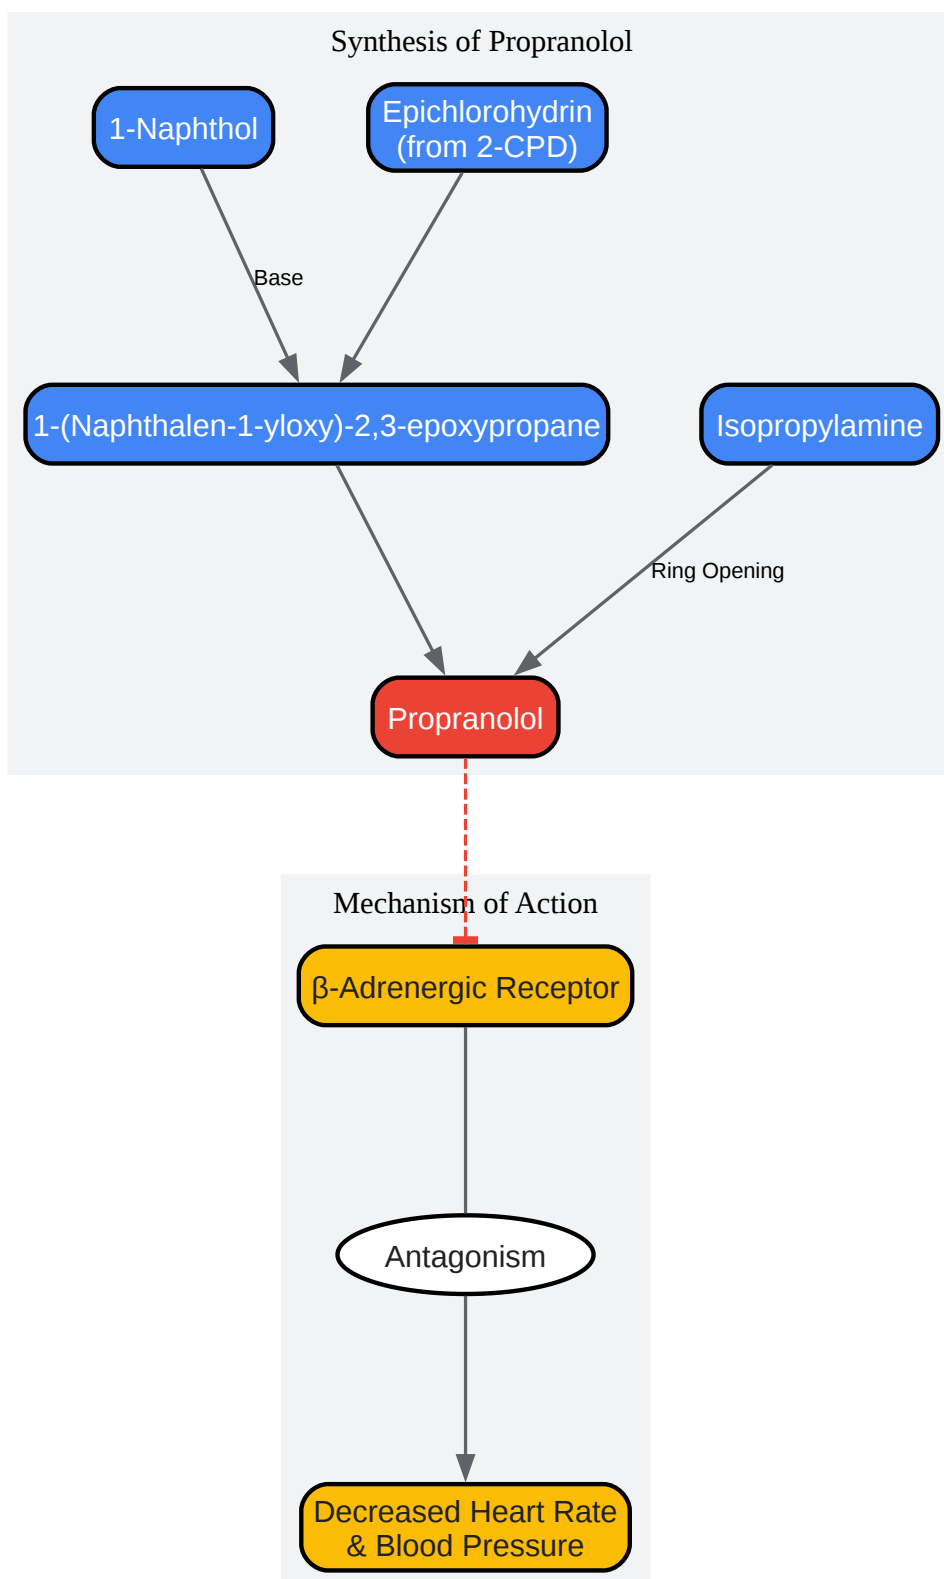 Synthesis of Propranolol
1-Naphthol
Epichlorohydrin
(from 2-CPD)
Base
1-(Naphthalen-1-yloxy)-2,3-epoxypropane
Isopropylamine
Ring Opening
Propranolol
Mechanism of Action
β-Adrenergic Receptor
Antagonism
Decreased Heart Rate
& Blood Pressure